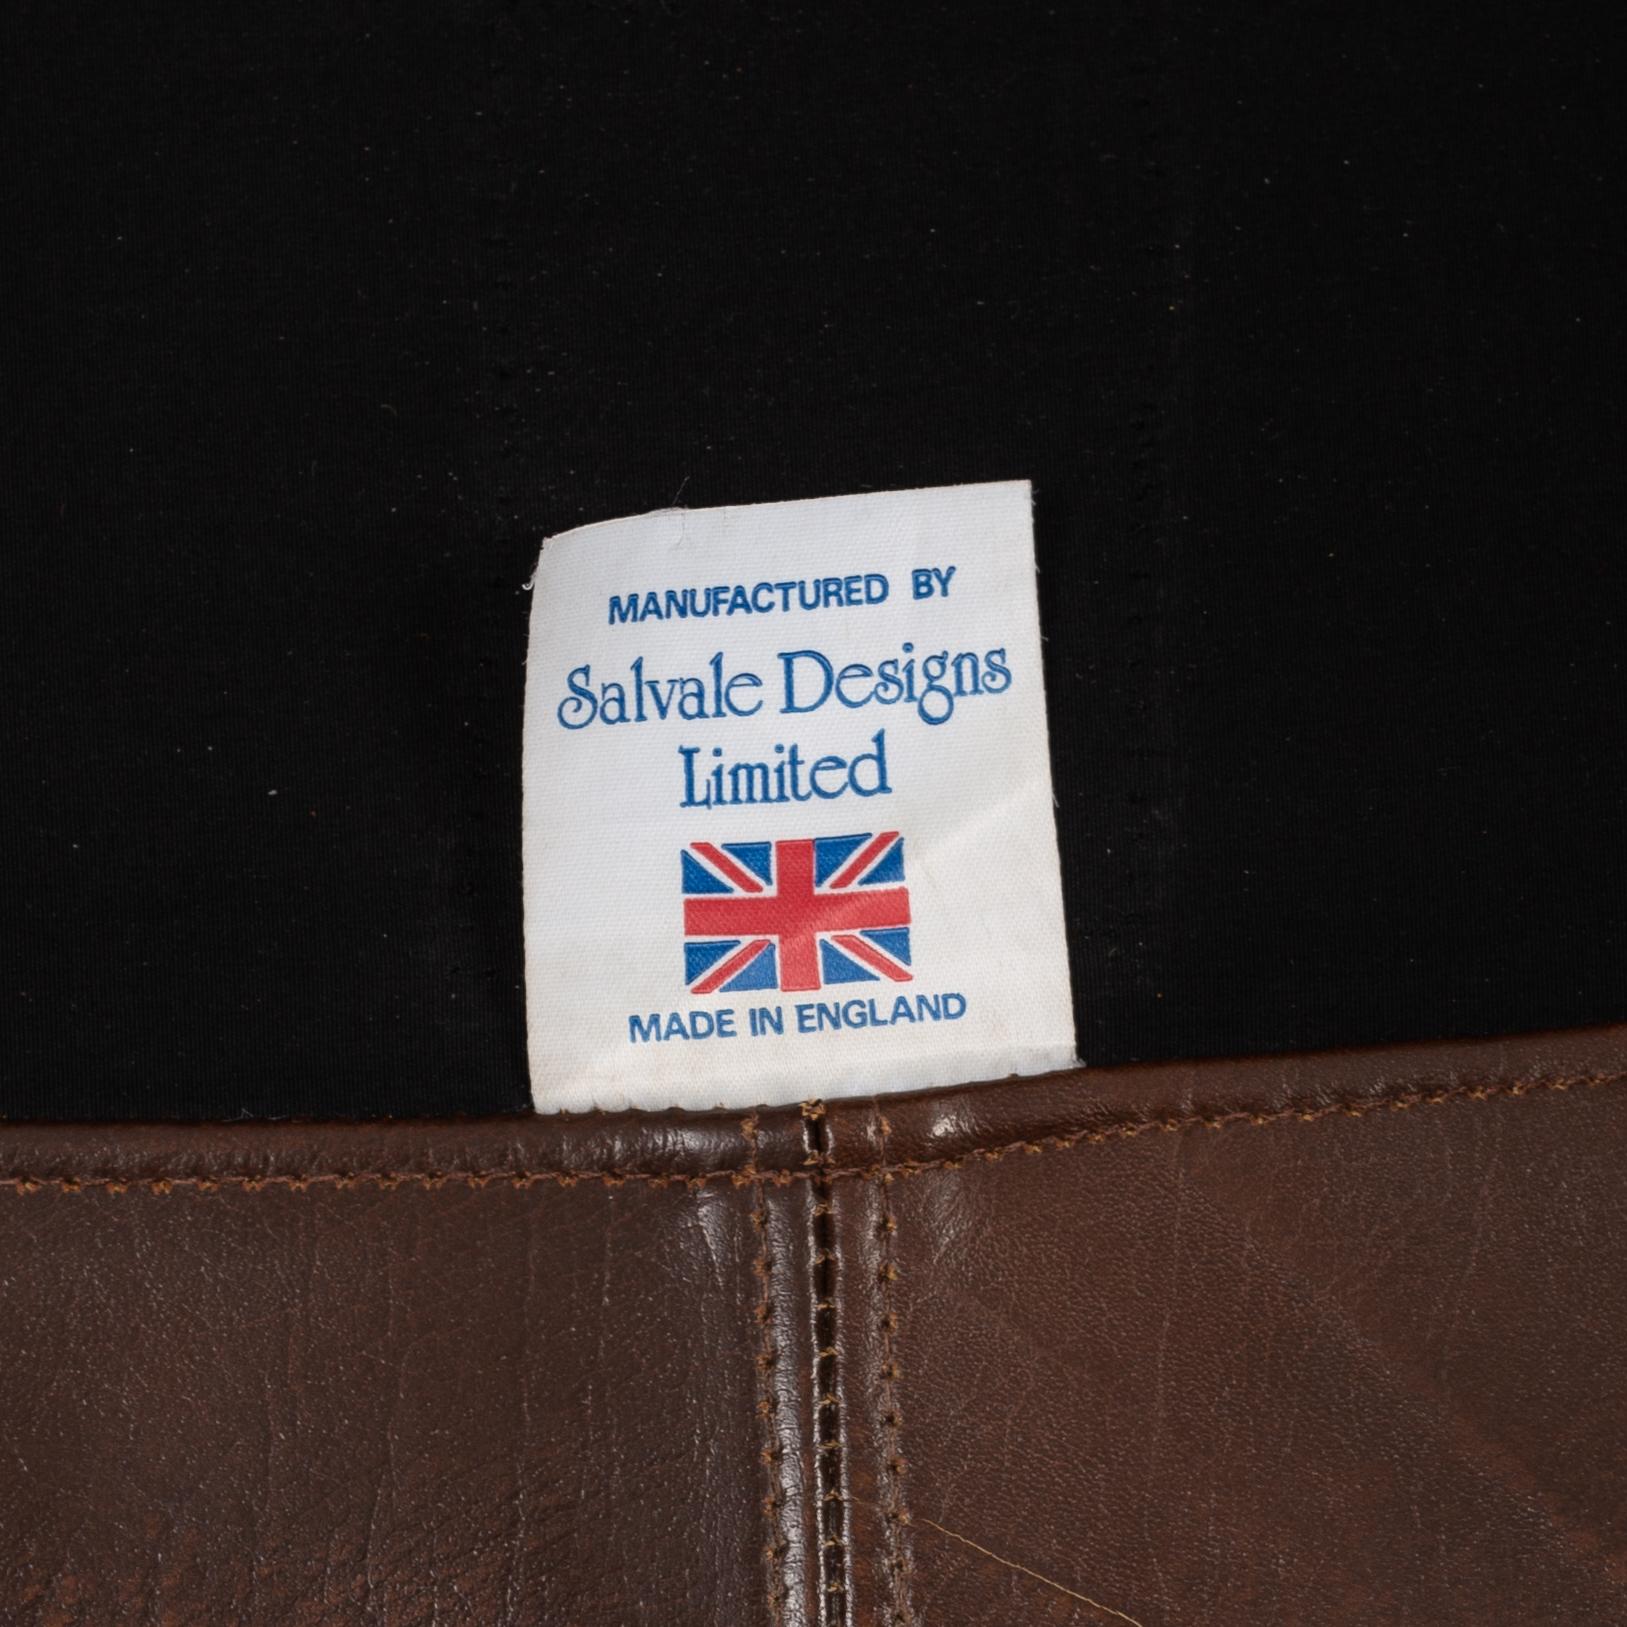 MANUFACTURED BY
Salvale Designs
Limited
MADE IN ENGLAND